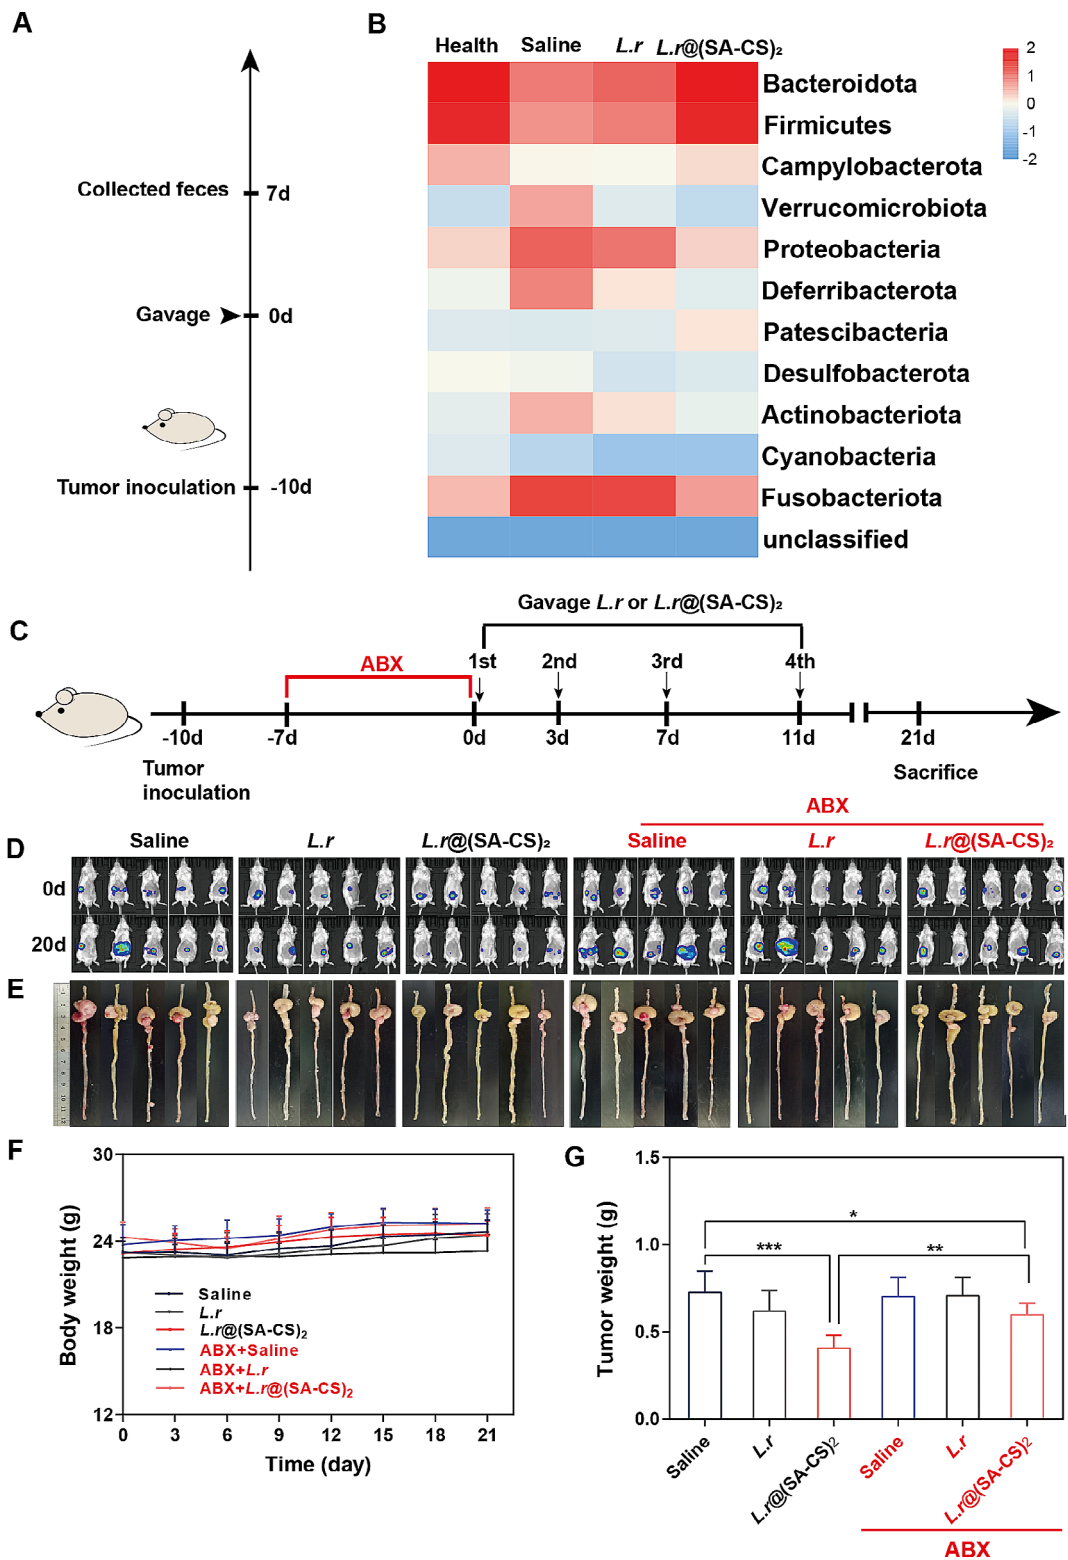 A
Collected feces
7d
Gavage
0d
Tumor inoculation
-10d
B
Health Saline L.r L.r@(SA-CS)₂
Bacteroidota
Firmicutes
Campylobacterota
Verrucomicrobiota
Proteobacteria
Deferribacterota
Patescibacteria
Desulfobacterota
Actinobacteriota
Cyanobacteria
Fusobacteriota
unclassified
2
1
0
-1
-2
C
Gavage L.r or L.r@(SA-CS)₂
ABX
1st 2nd 3rd 4th
-10d -7d 0d 3d 7d 11d 21d
Tumor
inoculation
Sacrifice
ABX
D
Saline L.r L.r@(SA-CS)₂ Saline L.r L.r@(SA-CS)₂
0d
20d
E
F
Body weight (g)
30
24
18
12
Saline
L.r
L.r@(SA-CS)₂
ABX+Saline
ABX+L.r
ABX+L.r@(SA-CS)₂
0 3 6 9 12 15 18 21
Time (day)
G
Tumor weight (g)
1.5
1.0
0.5
0.0
*
*** **
Saline L.r L.r@(SA-CS)2 Saline L.r L.r@(SA-CS)2
ABX